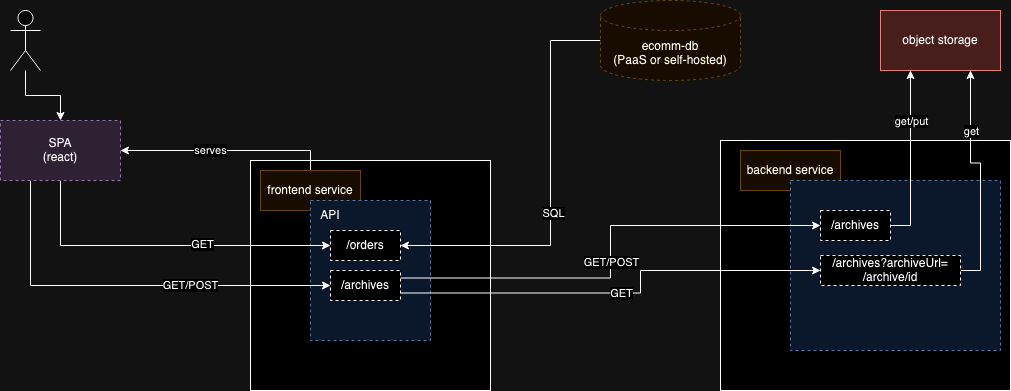 ecomm-db
(PaaS or self-hosted)
object storage
get/put
get
SPA
(react)
serves
frontend service
API
/orders
/archives
GET
GET/POST
SQL
GET/POST
GET
backend service
/archives
/archives?archiveUrl=
/archive/id